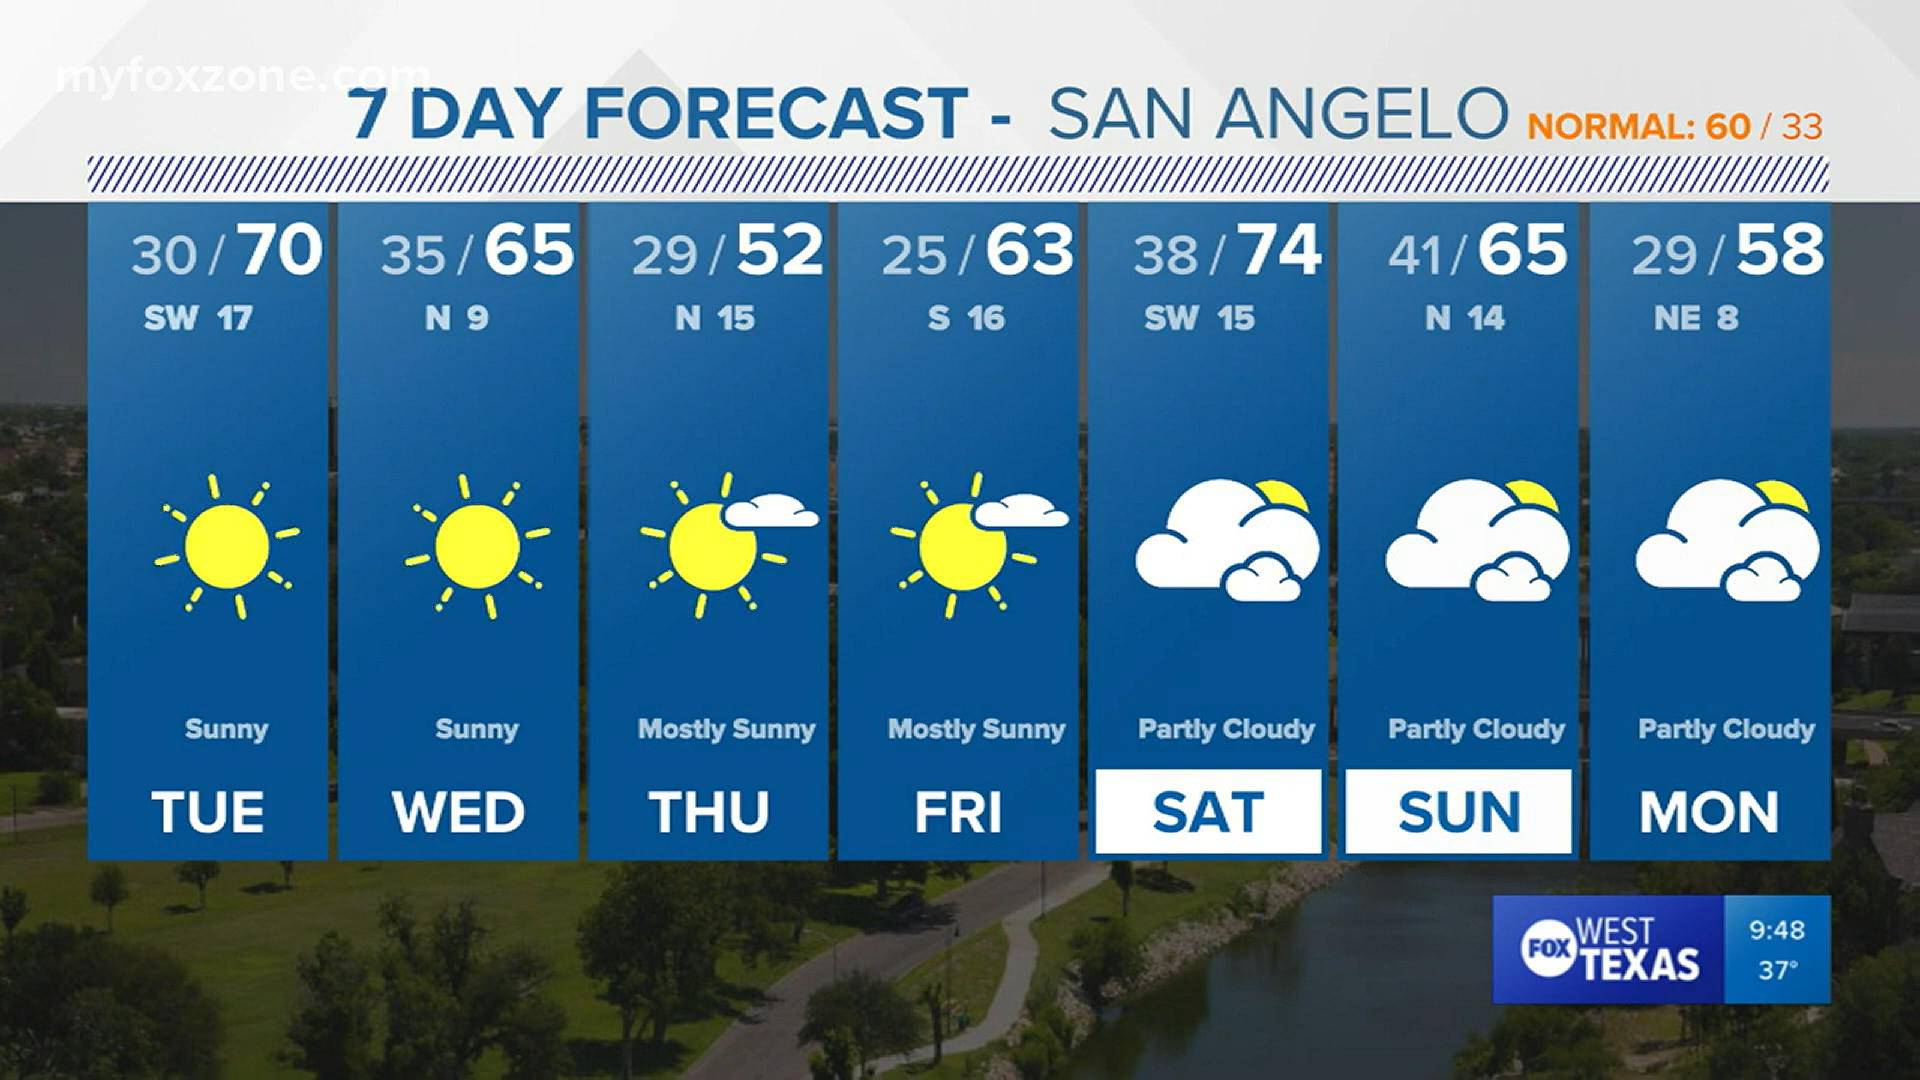 myfoxzone.com
7 DAY FORECAST - SAN ANGELO NORMAL: 60 / 33
30 / 70 35 / 65 29 / 52 25 / 63 38 / 74 41 / 65 29 / 58
SW 17 N 9 N 15 S 16 SW 15 N 14 NE 8
Sunny Sunny Mostly Sunny Mostly Sunny Partly Cloudy Partly Cloudy Partly Cloudy
TUE WED THU FRI SAT SUN MON
FOX WEST TEXAS
9:48
37°